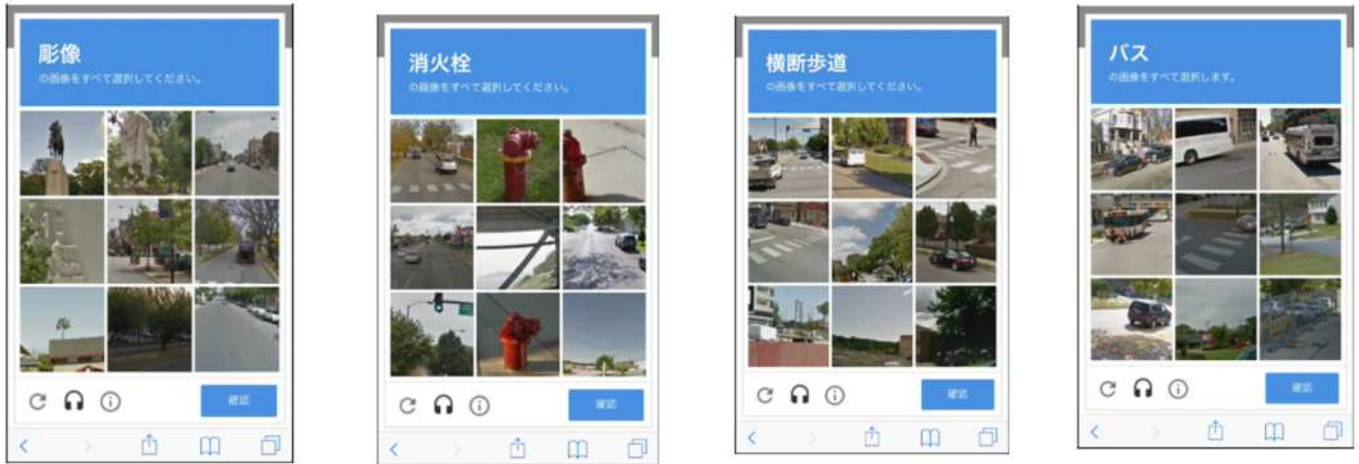 彫像
の画像をすべて選択してください。
確認
消火栓
の画像をすべて選択してください。
確認
横断歩道
の画像をすべて選択してください。
確認
バス
の画像をすべて選択します。
確認